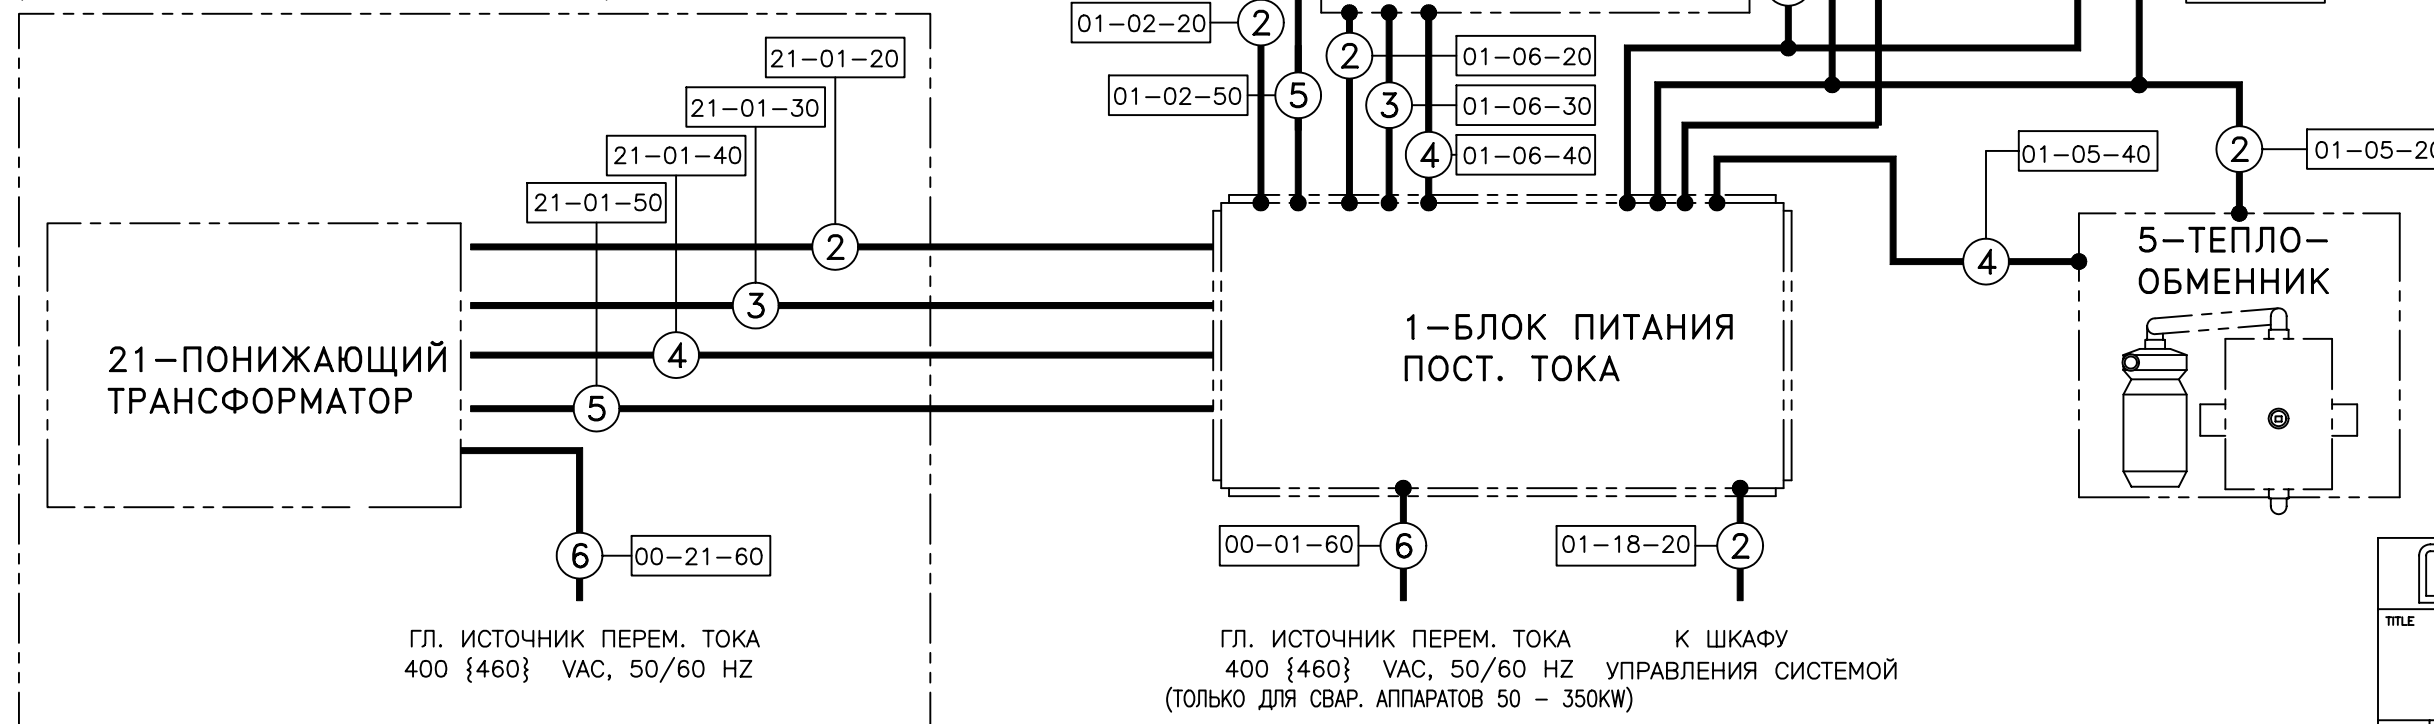 01-02-20
2
2
01-06-20
21-01-20
01-02-50
5
3
01-06-30
21-01-30
4
01-06-40
21-01-40
01-05-40
2
01-05-20
21-01-50
2
3
4
5
4
5-ТЕПЛО-
ОБМЕННИК
21-ПОНИЖАЮЩИЙ
ТРАНСФОРМАТОР
1-БЛОК ПИТАНИЯ
ПОСТ. ТОКА
6
00-21-60
00-01-60
6
01-18-20
2
ГЛ. ИСТОЧНИК ПЕРЕМ. ТОКА
400 {460} VAC, 50/60 HZ
ГЛ. ИСТОЧНИК ПЕРЕМ. ТОКА
400 {460} VAC, 50/60 HZ
(ТОЛЬКО ДЛЯ СВАР. АППАРАТОВ 50 - 350KW)
К ШКАФУ
УПРАВЛЕНИЯ СИСТЕМОЙ
TITLE